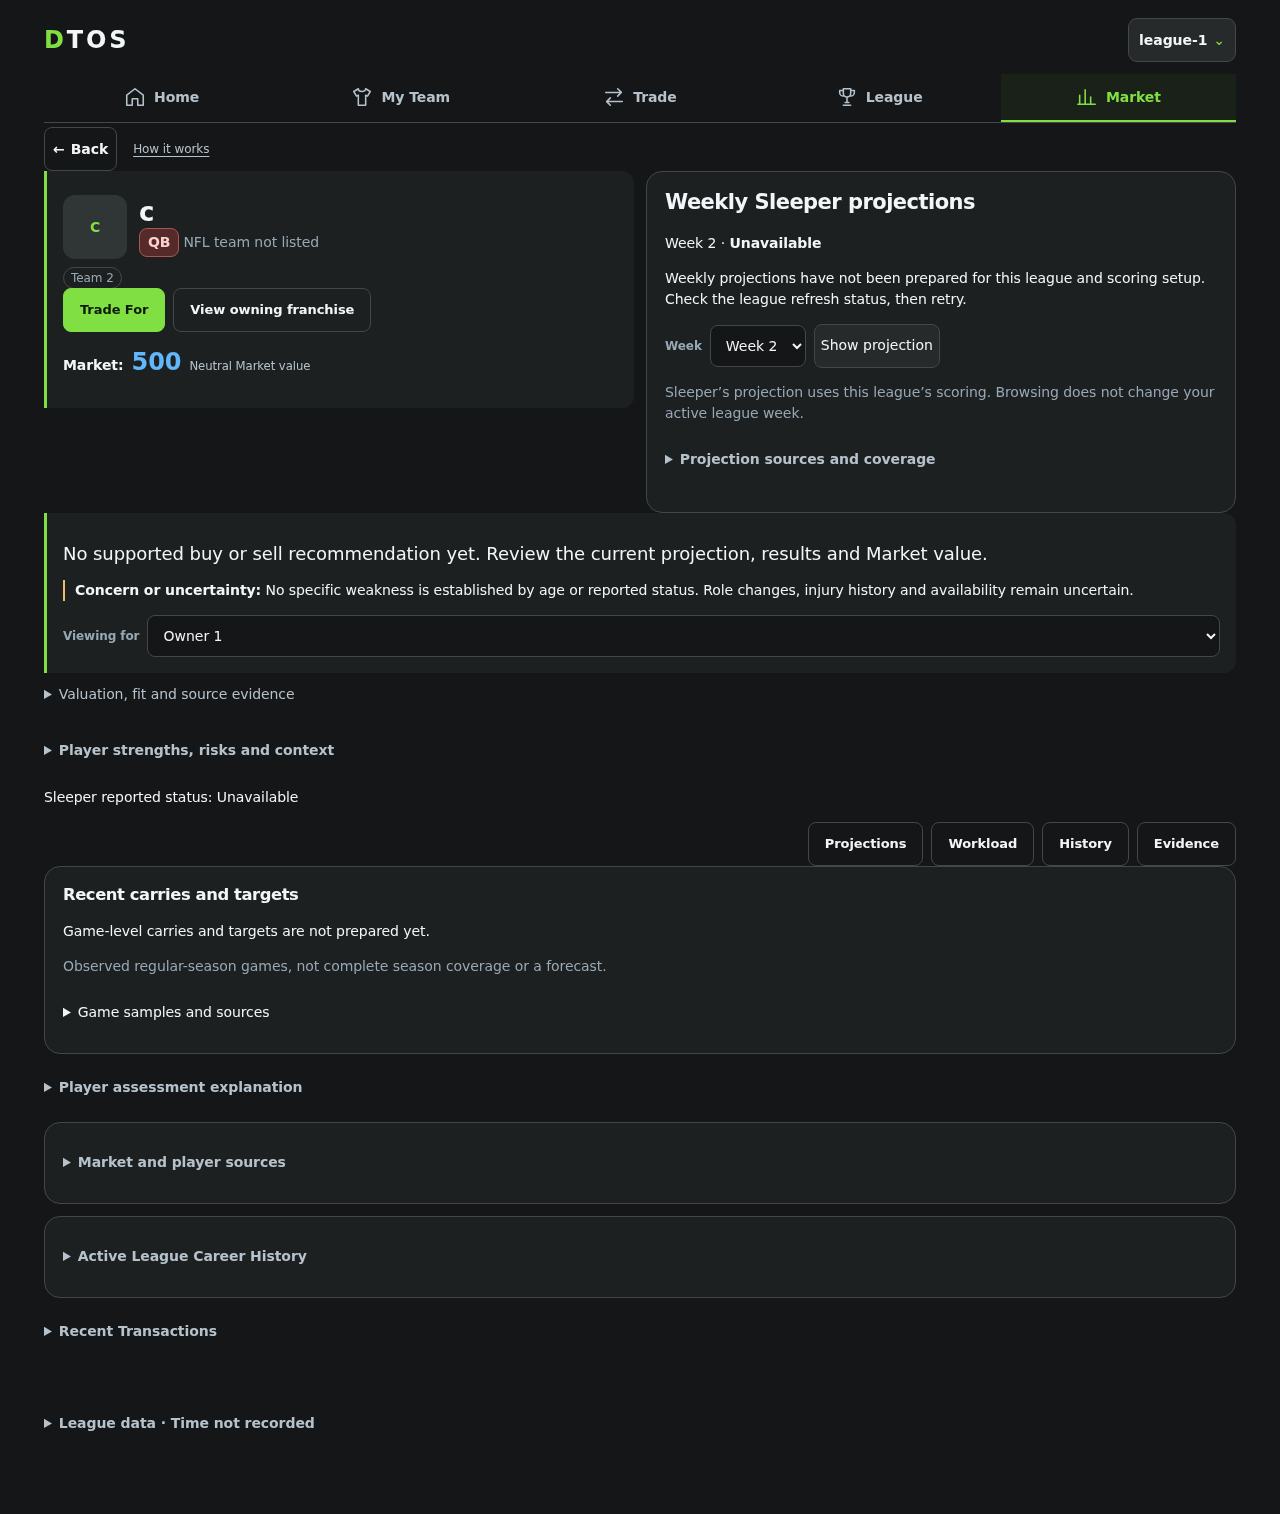 DTOS
league-1
Home
My Team
Trade
League
Market
← Back
How it works
C
c
QB NFL team not listed
Team 2
Trade For
View owning franchise
Market: 500 Neutral Market value
Weekly Sleeper projections
Week 2 · Unavailable
Weekly projections have not been prepared for this league and scoring setup.
Check the league refresh status, then retry.
Week
Week 2
Show projection
Sleeper’s projection uses this league’s scoring. Browsing does not change your
active league week.
Projection sources and coverage
No supported buy or sell recommendation yet. Review the current projection, results and Market value.
Concern or uncertainty: No specific weakness is established by age or reported status. Role changes, injury history and availability remain uncertain.
Viewing for
Owner 1
Valuation, fit and source evidence
Player strengths, risks and context
Sleeper reported status: Unavailable
Projections
Workload
History
Evidence
Recent carries and targets
Game-level carries and targets are not prepared yet.
Observed regular-season games, not complete season coverage or a forecast.
Game samples and sources
Player assessment explanation
Market and player sources
Active League Career History
Recent Transactions
League data · Time not recorded